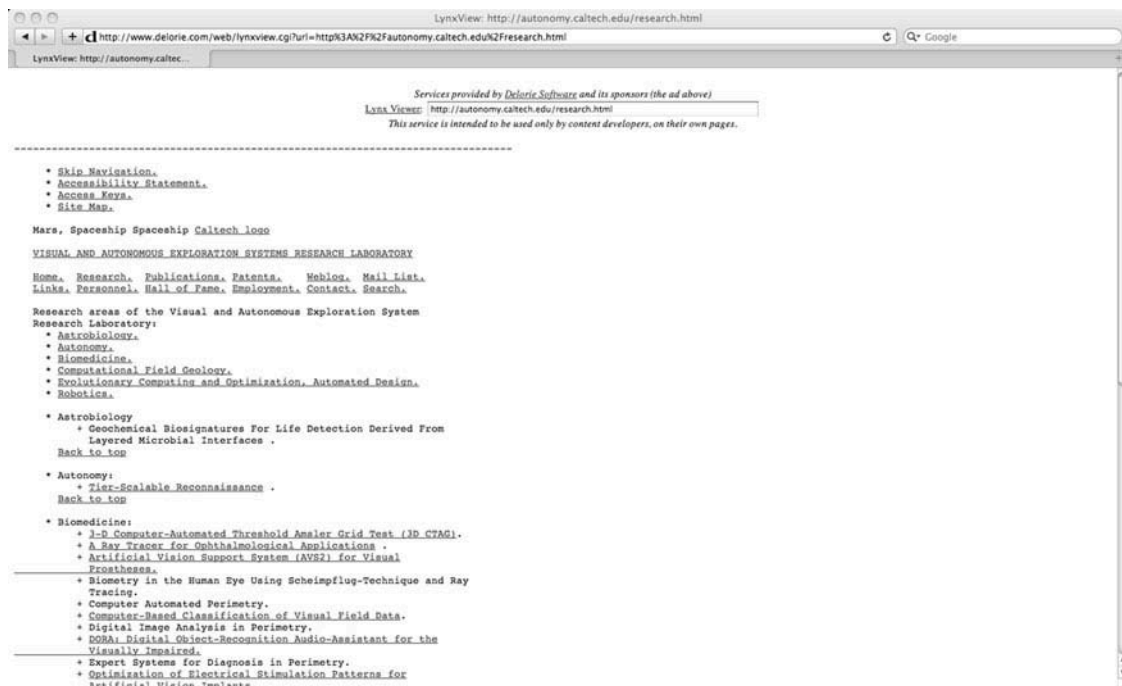 LynxView: http://autonomy.caltech.edu/research.html
d http://www.delorie.com/web/lynxview.cgi?url=http%3A%2F%2Fautonomy.caltech.edu%2Fresearch.html Google
LynxView: http://autonomy.caltec...
Services provided by Delorie Software and its sponsors (the ad above)
Lynx Viewer: http://autonomy.caltech.edu/research.html
This service is intended to be used only by content developers, on their own pages.
* Skip Navigation.
* Accessibility Statement.
* Access Keys.
* Site Map.
Mars, Spaceship Spaceship Caltech logo
VISUAL AND AUTONOMOUS EXPLORATION SYSTEMS RESEARCH LABORATORY
Home. Research. Publications. Patents. Weblog. Mail List.
Links. Personnel. Hall of Fame. Employment. Contact. Search.
Research areas of the Visual and Autonomous Exploration System
Research Laboratory:
* Astrobiology.
* Autonomy.
* Biomedicine.
* Computational Field Geology.
* Evolutionary Computing and Optimization, Automated Design.
* Robotics.
* Astrobiology
+ Geochemical Biosignatures For Life Detection Derived From
Layered Microbial Interfaces .
Back to top
* Autonomy:
+ Tier-Scalable Reconnaissance .
Back to top
* Biomedicine:
+ 3-D Computer-Automated Threshold Amsler Grid Test (3D CTAG).
+ A Ray Tracer for Ophthalmological Applications .
+ Artificial Vision Support System (AVS2) for Visual
Prostheses.
+ Biometry in the Human Eye Using Scheimpflug-Technique and Ray
Tracing.
+ Computer Automated Perimetry.
+ Computer-Based Classification of Visual Field Data.
+ Digital Image Analysis in Perimetry.
+ DORA: Digital Object-Recognition Audio-Assistant for the
Visually Impaired.
+ Expert Systems for Diagnosis in Perimetry.
+ Optimization of Electrical Stimulation Patterns for
Artificial Vision Implants